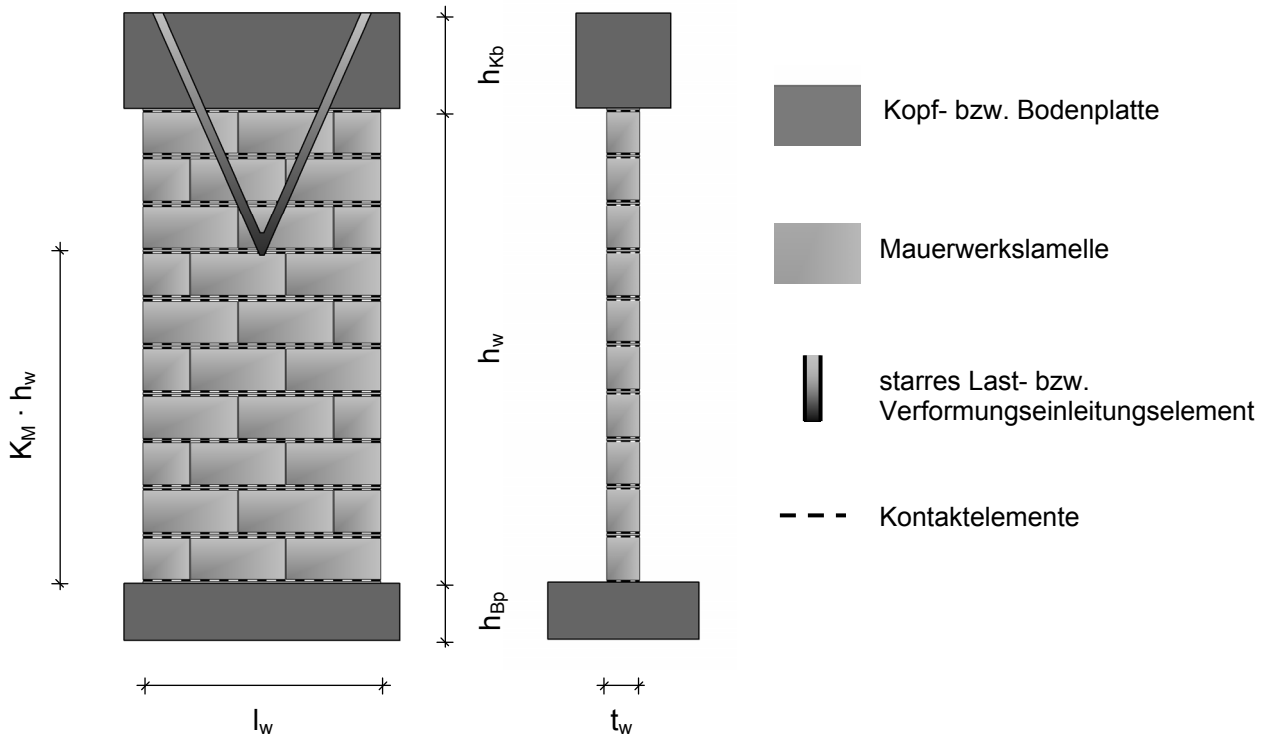 h_Kb
Kopf- bzw. Bodenplatte
Mauerwerkslamelle
h_w
K_M · h_w
starres Last- bzw.
Verformungseinleitungselement
Kontaktelemente
h_Bp
l_w
t_w